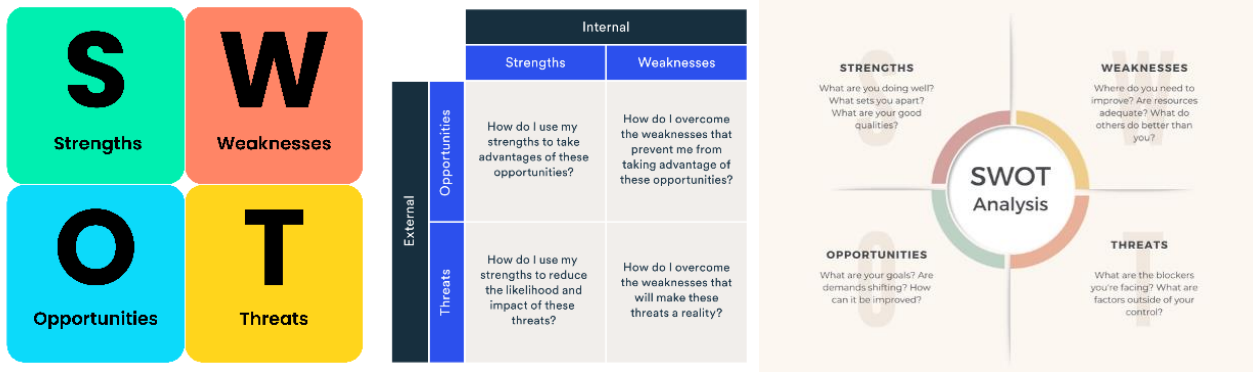 S
Strengths
W
Weaknesses
O
Opportunities
T
Threats
Internal
Strengths
Weaknesses
External
Opportunities
How do I use my
strengths to take
advantages of these
opportunities?
How do I overcome
the weaknesses that
prevent me from
taking advantage of
these opportunities?
Threats
How do I use my
strengths to reduce
the likelihood and
impact of these
threats?
How do I overcome
the weaknesses that
will make these
threats a reality?
S
STRENGTHS
What are you doing well?
What sets you apart?
What are your good
qualities?
W
WEAKNESSES
Where do you need to
improve? Are resources
adequate? What do
others do better than
you?
SWOT
Analysis
O
OPPORTUNITIES
What are your goals? Are
demands shifting? How
can it be improved?
T
THREATS
What are the blockers
you're facing? What are
factors outside of your
control?